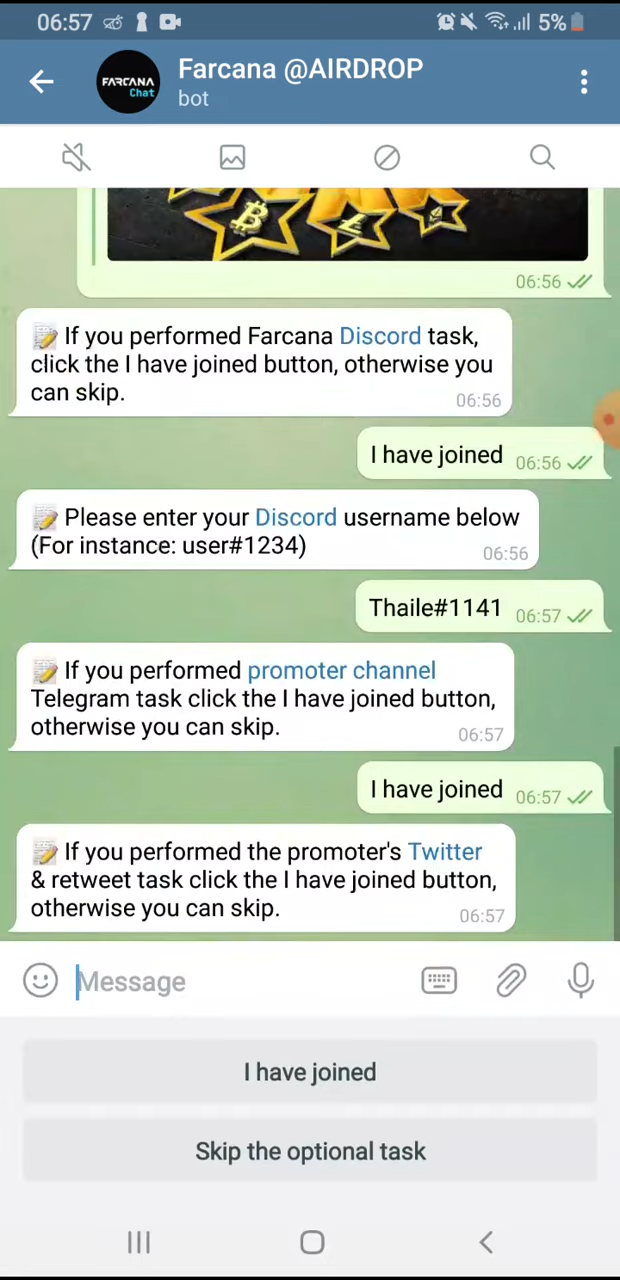 06:57
5%
FARCANA
Chat
Farcana @AIRDROP
bot
06:56
📝 If you performed Farcana Discord task,
click the I have joined button, otherwise you
can skip.
06:56
I have joined
06:56
📝 Please enter your Discord username below
(For instance: user#1234)
06:56
Thaile#1141
06:57
📝 If you performed promoter channel
Telegram task click the I have joined button,
otherwise you can skip.
06:57
I have joined
06:57
📝 If you performed the promoter's Twitter
& retweet task click the I have joined button,
otherwise you can skip.
06:57
Message
I have joined
Skip the optional task